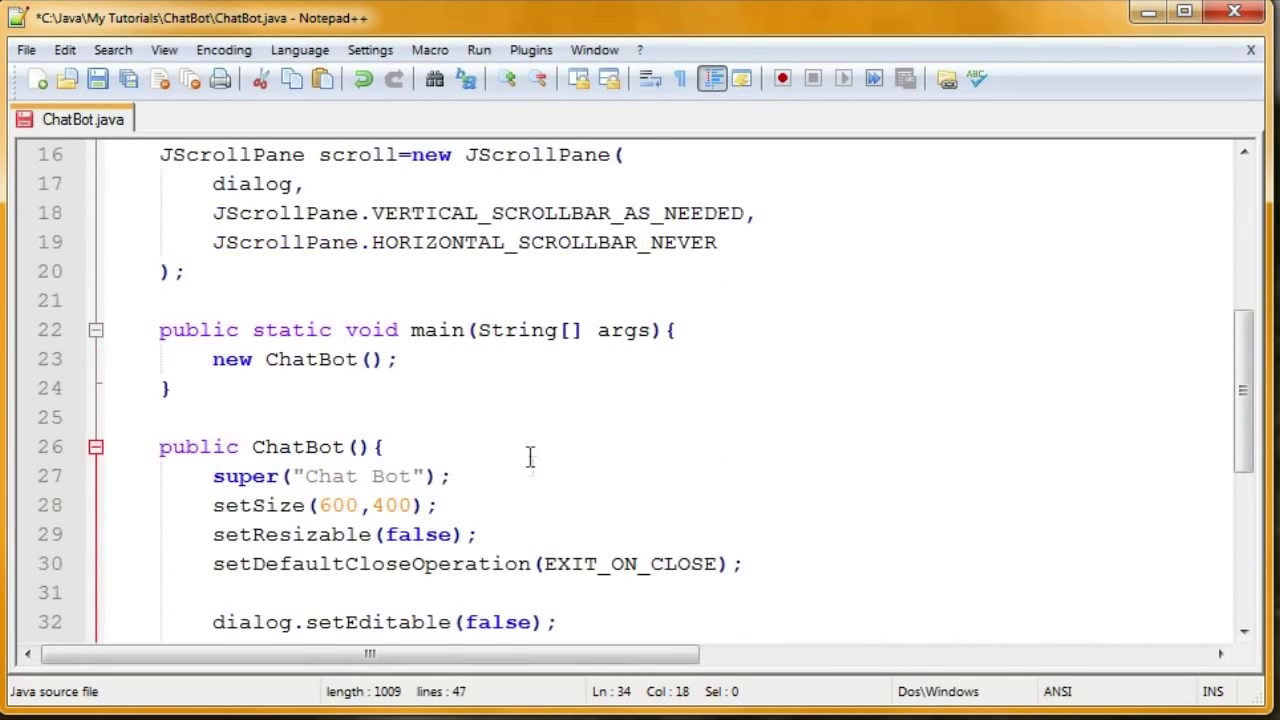 *C:\Java\My Tutorials\ChatBot\ChatBot.java - Notepad++
File Edit Search View Encoding Language Settings Macro Run Plugins Window ? X
ABC
ChatBot.java
16 JScrollPane scroll=new JScrollPane(
17 dialog,
18 JScrollPane.VERTICAL_SCROLLBAR_AS_NEEDED,
19 JScrollPane.HORIZONTAL_SCROLLBAR_NEVER
20 );
21
22 public static void main(String[] args){
23 new ChatBot();
24 }
25
26 public ChatBot(){
27 super("Chat Bot");
28 setSize(600,400);
29 setResizable(false);
30 setDefaultCloseOperation(EXIT_ON_CLOSE);
31
32 dialog.setEditable(false);
Java source file length : 1009 lines : 47 Ln : 34 Col : 18 Sel : 0 Dos\Windows ANSI INS